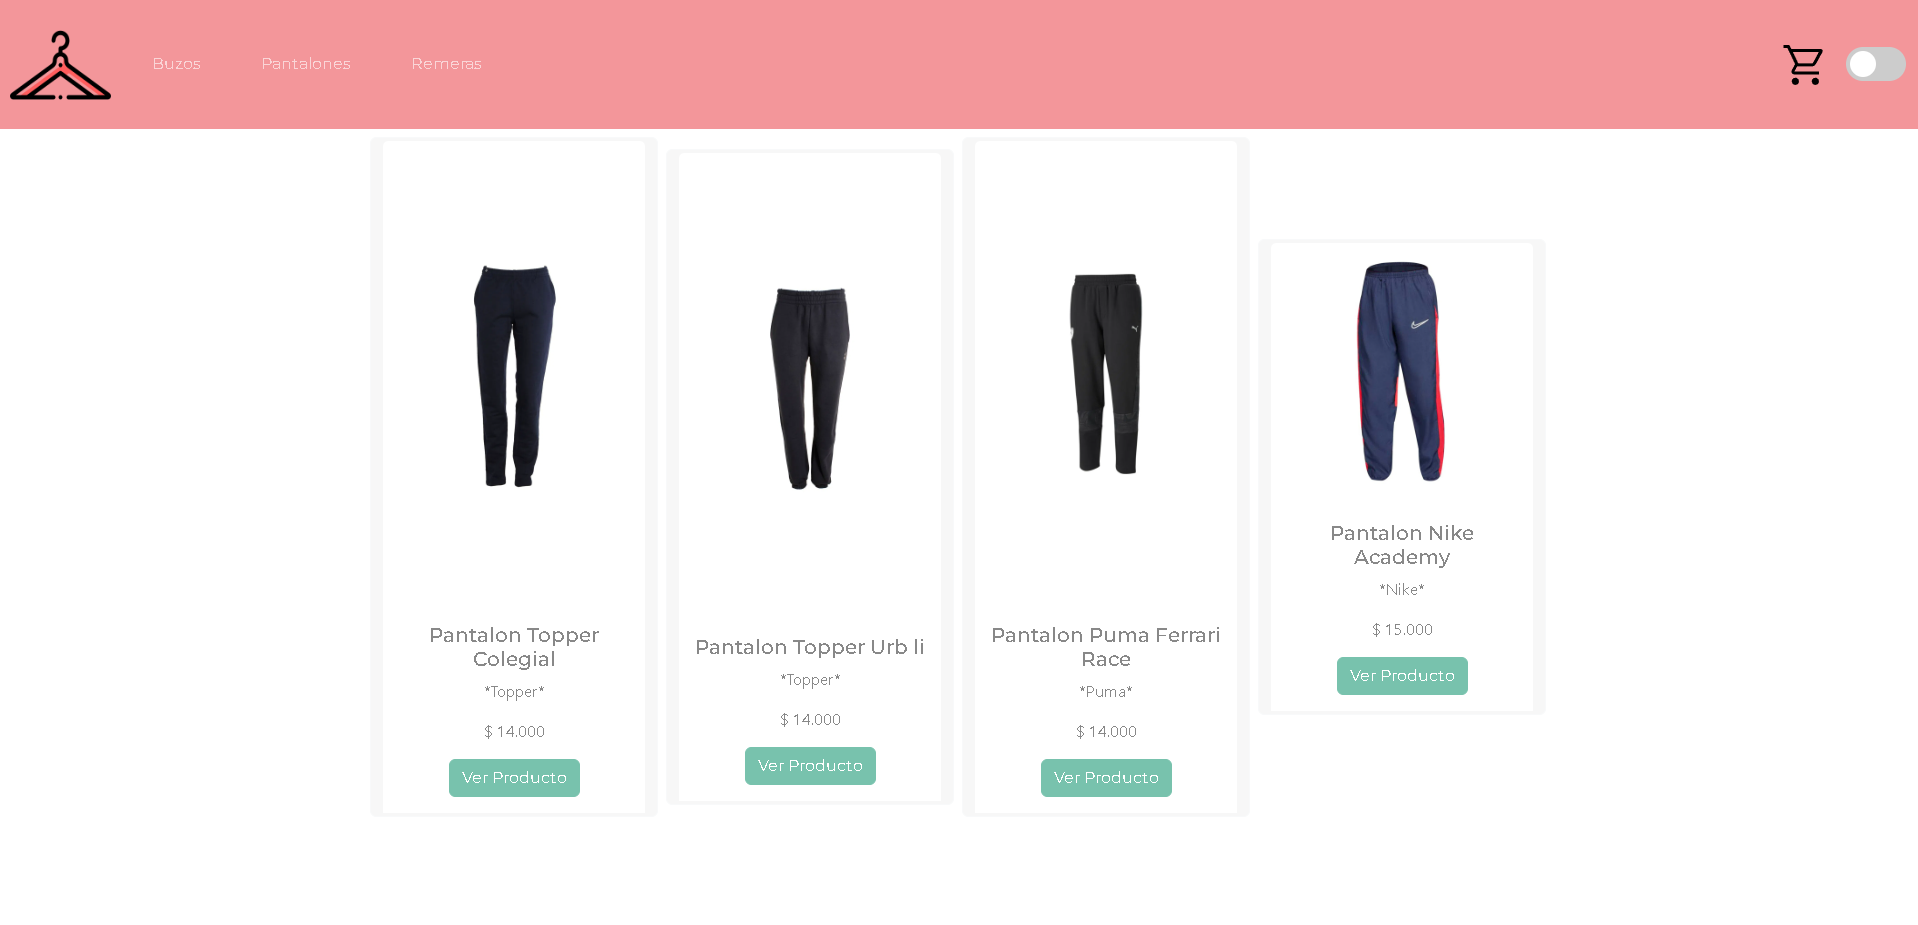 Buzos
Pantalones
Remeras
Pantalon Topper
Colegial
*Topper*
$ 14.000
Ver Producto
Pantalon Topper Urb li
*Topper*
$ 14.000
Ver Producto
Pantalon Puma Ferrari
Race
*Puma*
$ 14.000
Ver Producto
Pantalon Nike
Academy
*Nike*
$ 15.000
Ver Producto